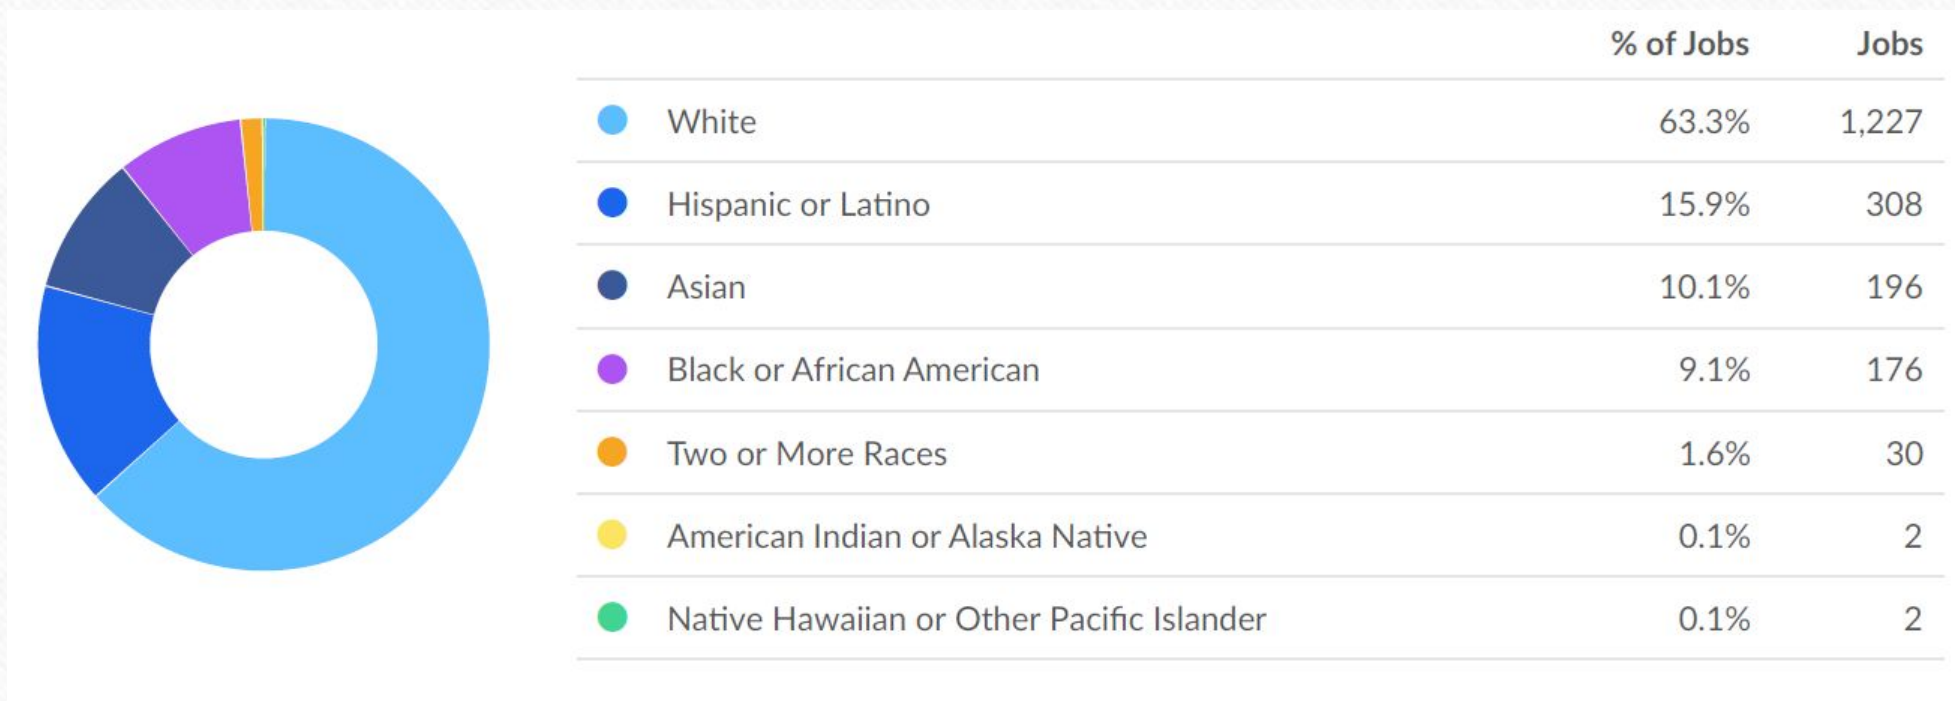 % of Jobs Jobs
White 63.3% 1,227
Hispanic or Latino 15.9% 308
Asian 10.1% 196
Black or African American 9.1% 176
Two or More Races 1.6% 30
American Indian or Alaska Native 0.1% 2
Native Hawaiian or Other Pacific Islander 0.1% 2